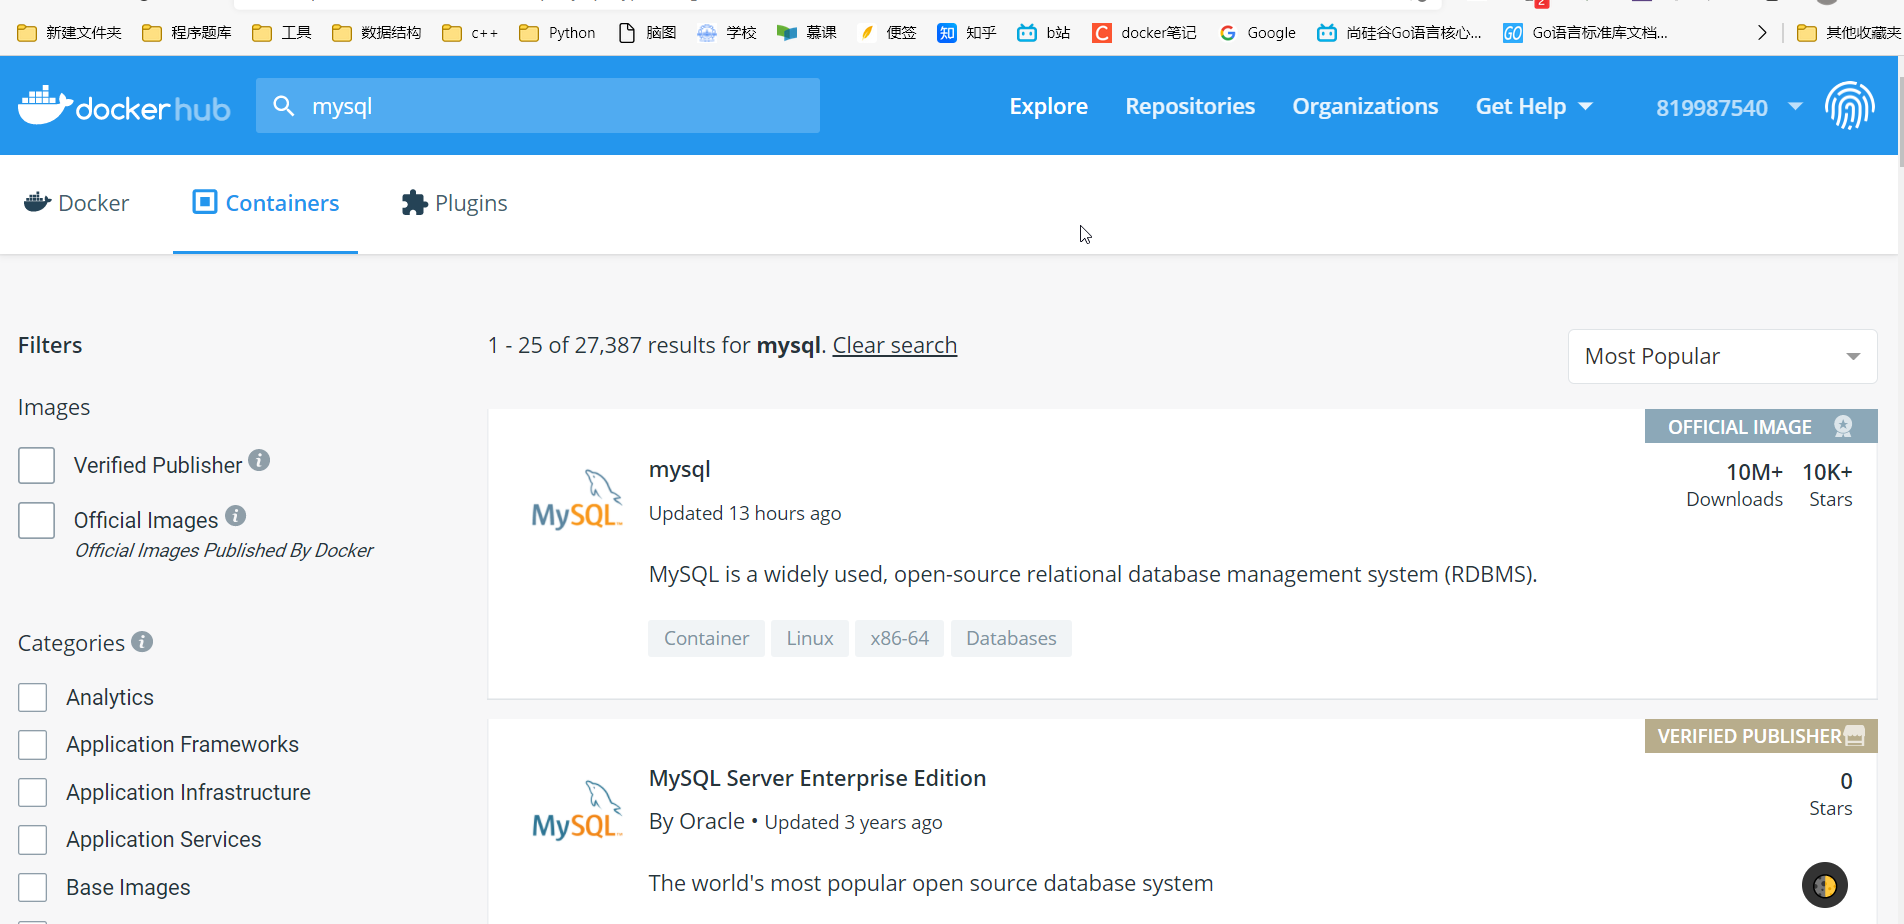 新建文件夹 程序题库 工具 数据结构 c++ Python 脑图 学校 慕课 便签 知乎 b站 docker笔记 Google 尚硅谷Go语言核心... Go语言标准库文档... 其他收藏夹
docker hub mysql Explore Repositories Organizations Get Help 819987540
Docker Containers Plugins
Filters
1 - 25 of 27,387 results for mysql. Clear search
Most Popular
Images
Verified Publisher
Official Images
Official Images Published By Docker
Categories
Analytics
Application Frameworks
Application Infrastructure
Application Services
Base Images
OFFICIAL IMAGE
MySQL
mysql
10M+ 10K+
Downloads Stars
Updated 13 hours ago
MySQL is a widely used, open-source relational database management system (RDBMS).
Container Linux x86-64 Databases
VERIFIED PUBLISHER
MySQL
MySQL Server Enterprise Edition
0
Stars
By Oracle • Updated 3 years ago
The world's most popular open source database system